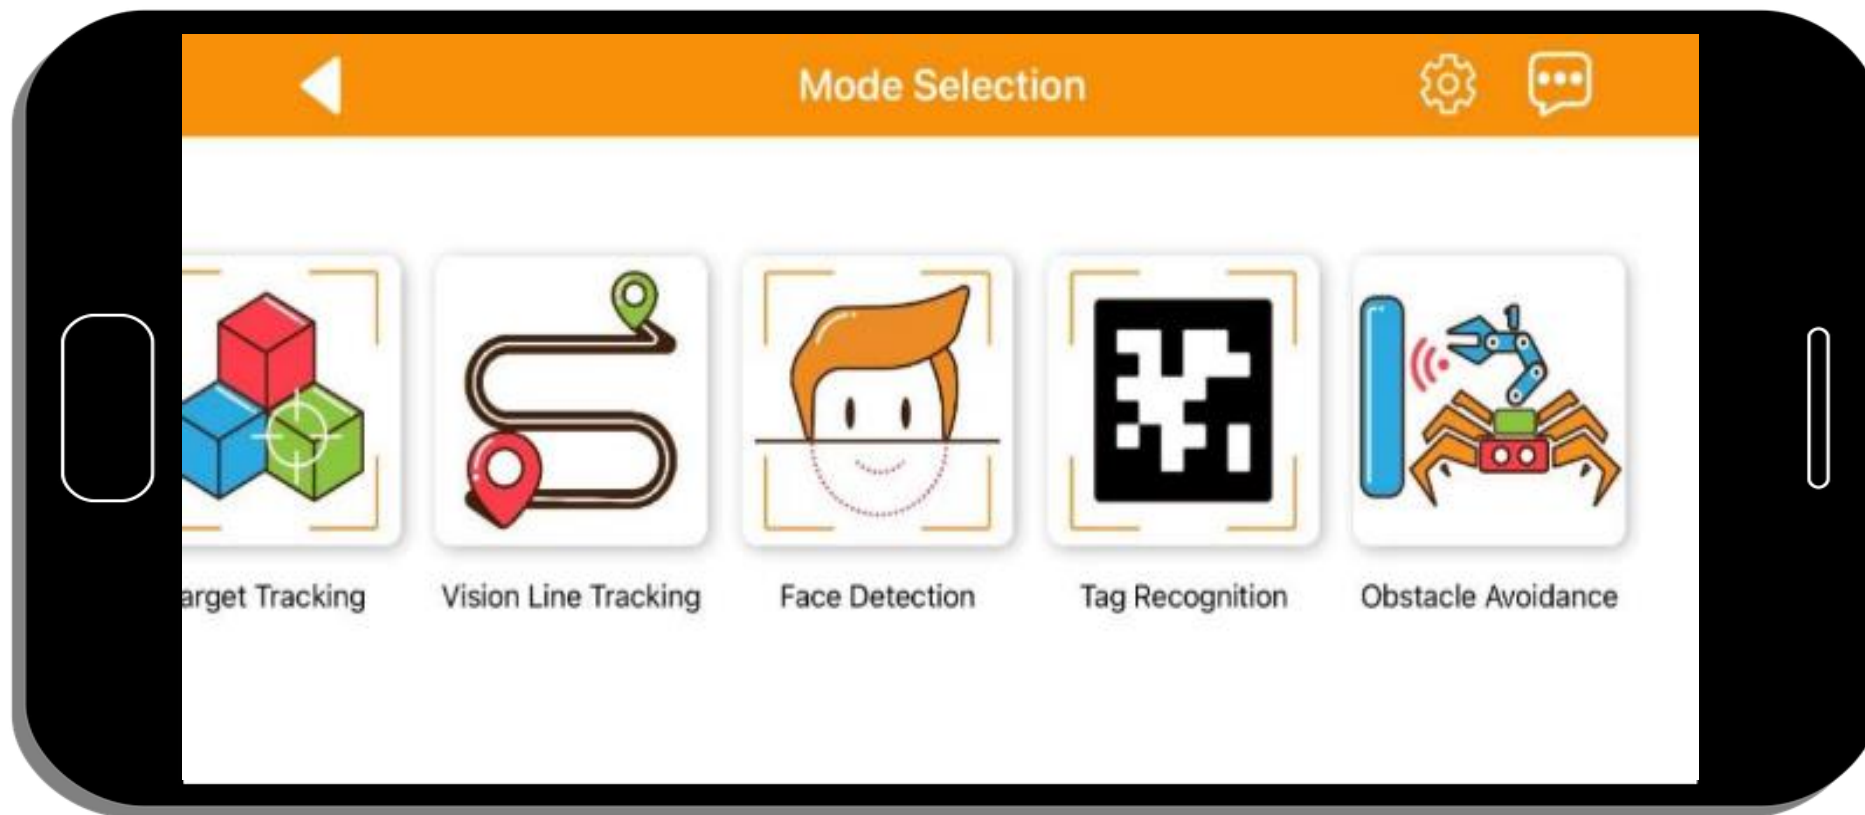 Mode Selection
arget Tracking
Vision Line Tracking
Face Detection
Tag Recognition
Obstacle Avoidance